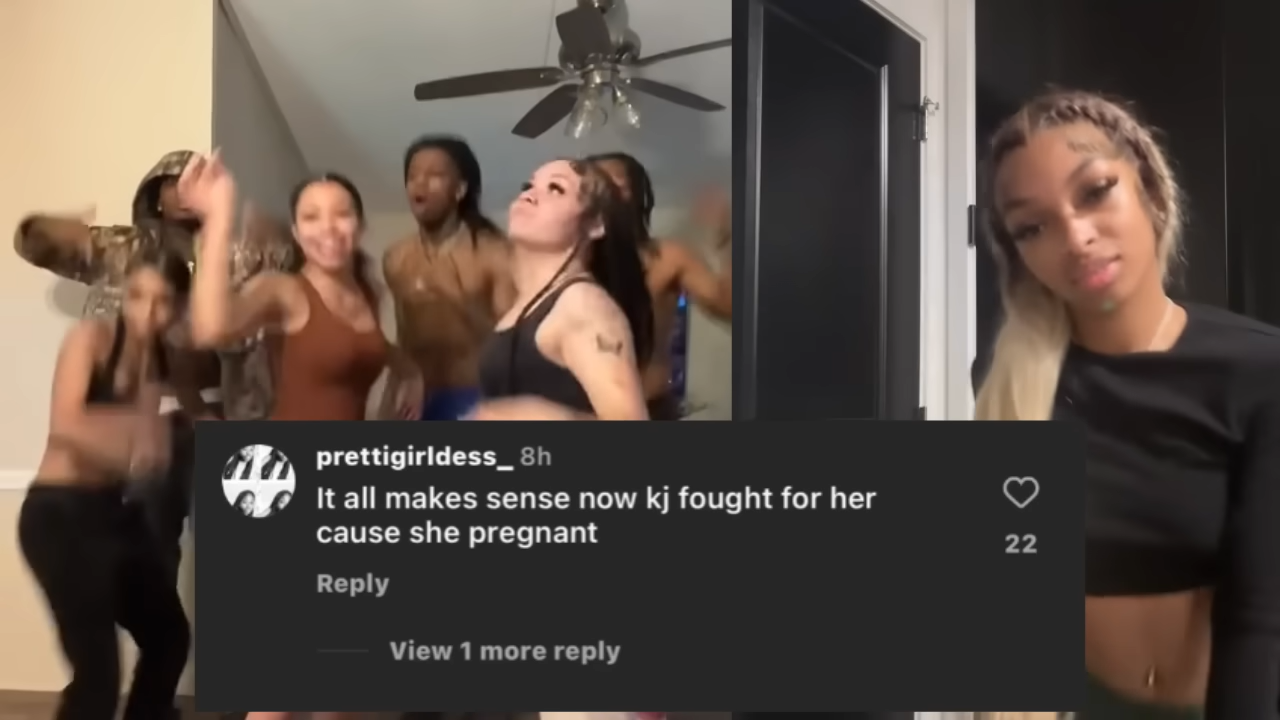 prettigirldess_ 8h
It all makes sense now kj fought for her
cause she pregnant
22
Reply
View 1 more reply